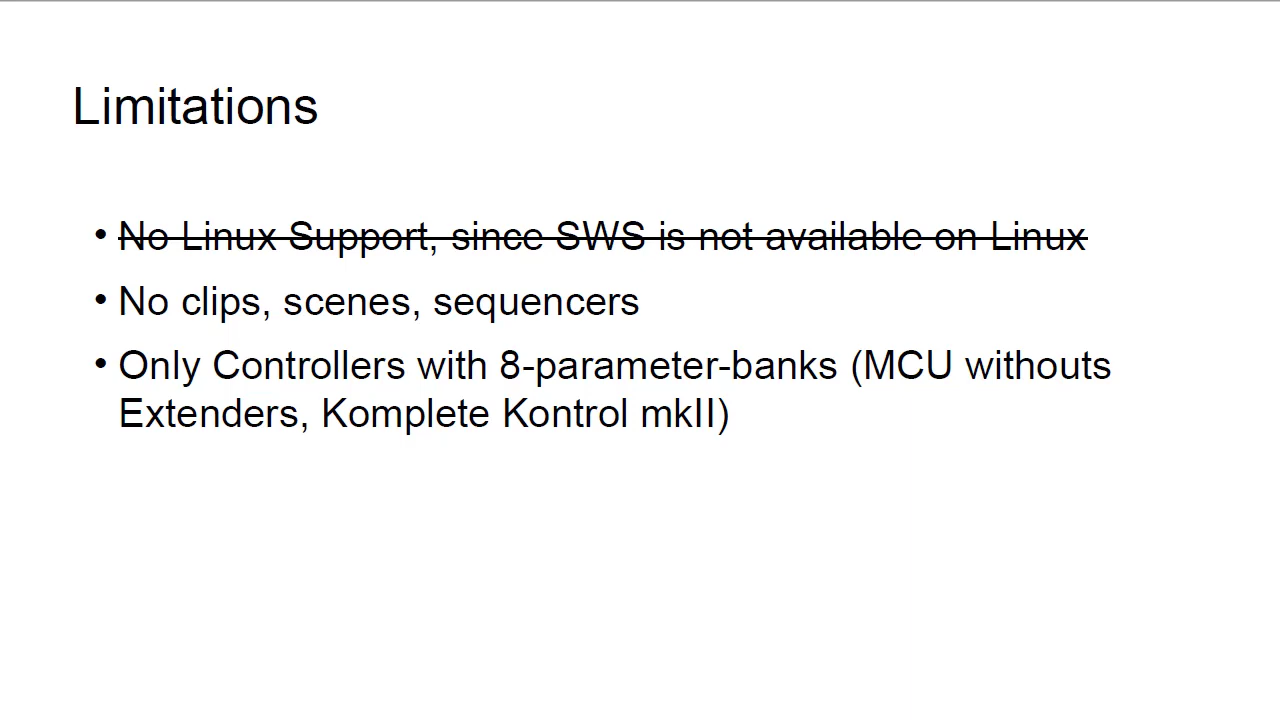 Limitations
• No Linux Support, since SWS is not available on Linux
• No clips, scenes, sequencers
• Only Controllers with 8-parameter-banks (MCU withouts
Extenders, Komplete Kontrol mkII)